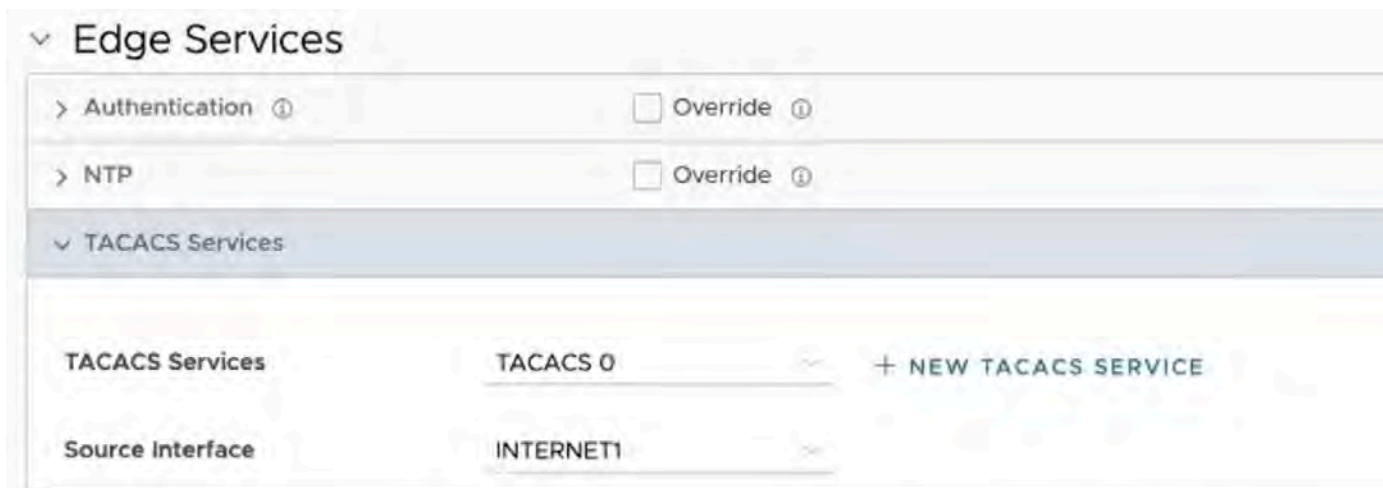 Edge Services
Authentication Override
NTP Override
TACACS Services
TACACS Services TACACS 0 + NEW TACACS SERVICE
Source Interface INTERNET1